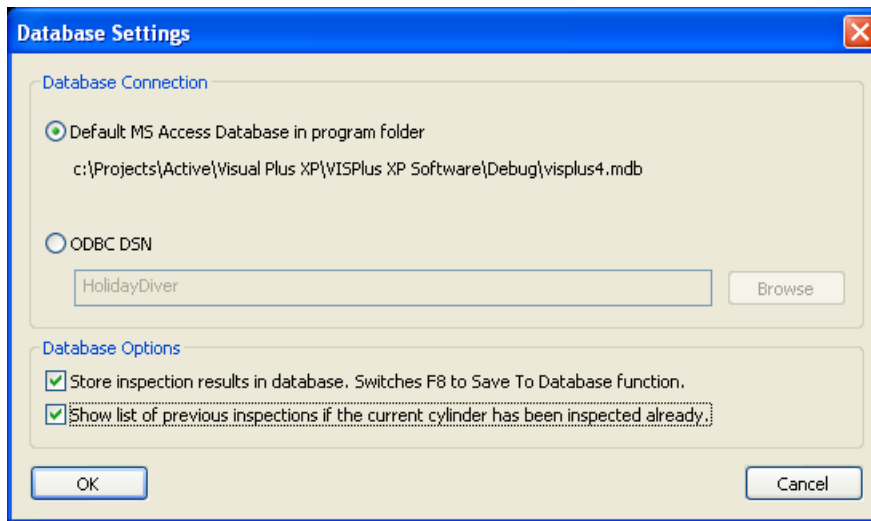 Database Settings
Database Connection
Default MS Access Database in program folder
c:\Projects\Active\Visual Plus XP\VISPlus XP Software\Debug\visplus4.mdb
ODBC DSN
HolidayDiver
Browse
Database Options
Store inspection results in database. Switches F8 to Save To Database function.
Show list of previous inspections if the current cylinder has been inspected already.
OK
Cancel